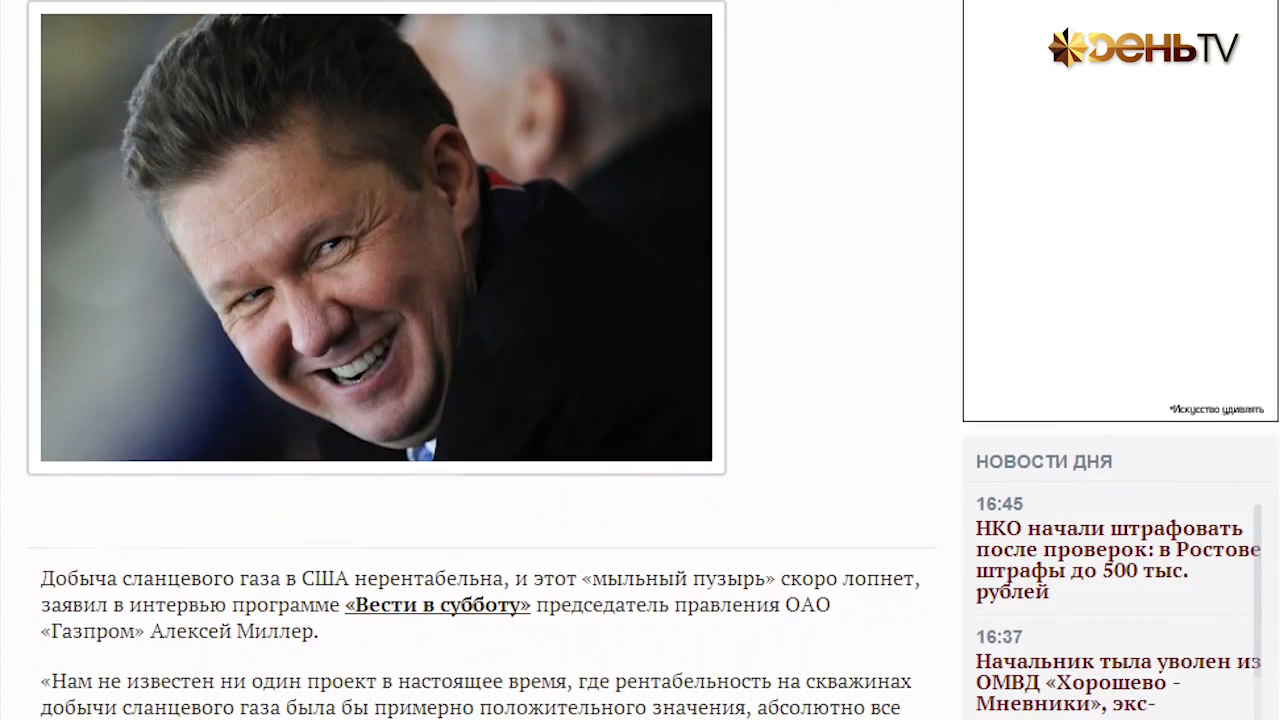 DЕНЬTV
*Искусство удивлять
Добыча сланцевого газа в США нерентабельна, и этот «мыльный пузырь» скоро лопнет,
заявил в интервью программе «Вести в субботу» председатель правления ОАО
«Газпром» Алексей Миллер.
«Нам не известен ни один проект в настоящее время, где рентабельность на скважинах
добычи сланцевого газа была бы примерно положительного значения, абсолютно все
НОВОСТИ ДНЯ
16:45
НКО начали штрафовать
после проверок: в Ростове
штрафы до 500 тыс.
рублей
16:37
Начальник тыла уволен из
ОМВД «Хорошево -
Мневники», экс-